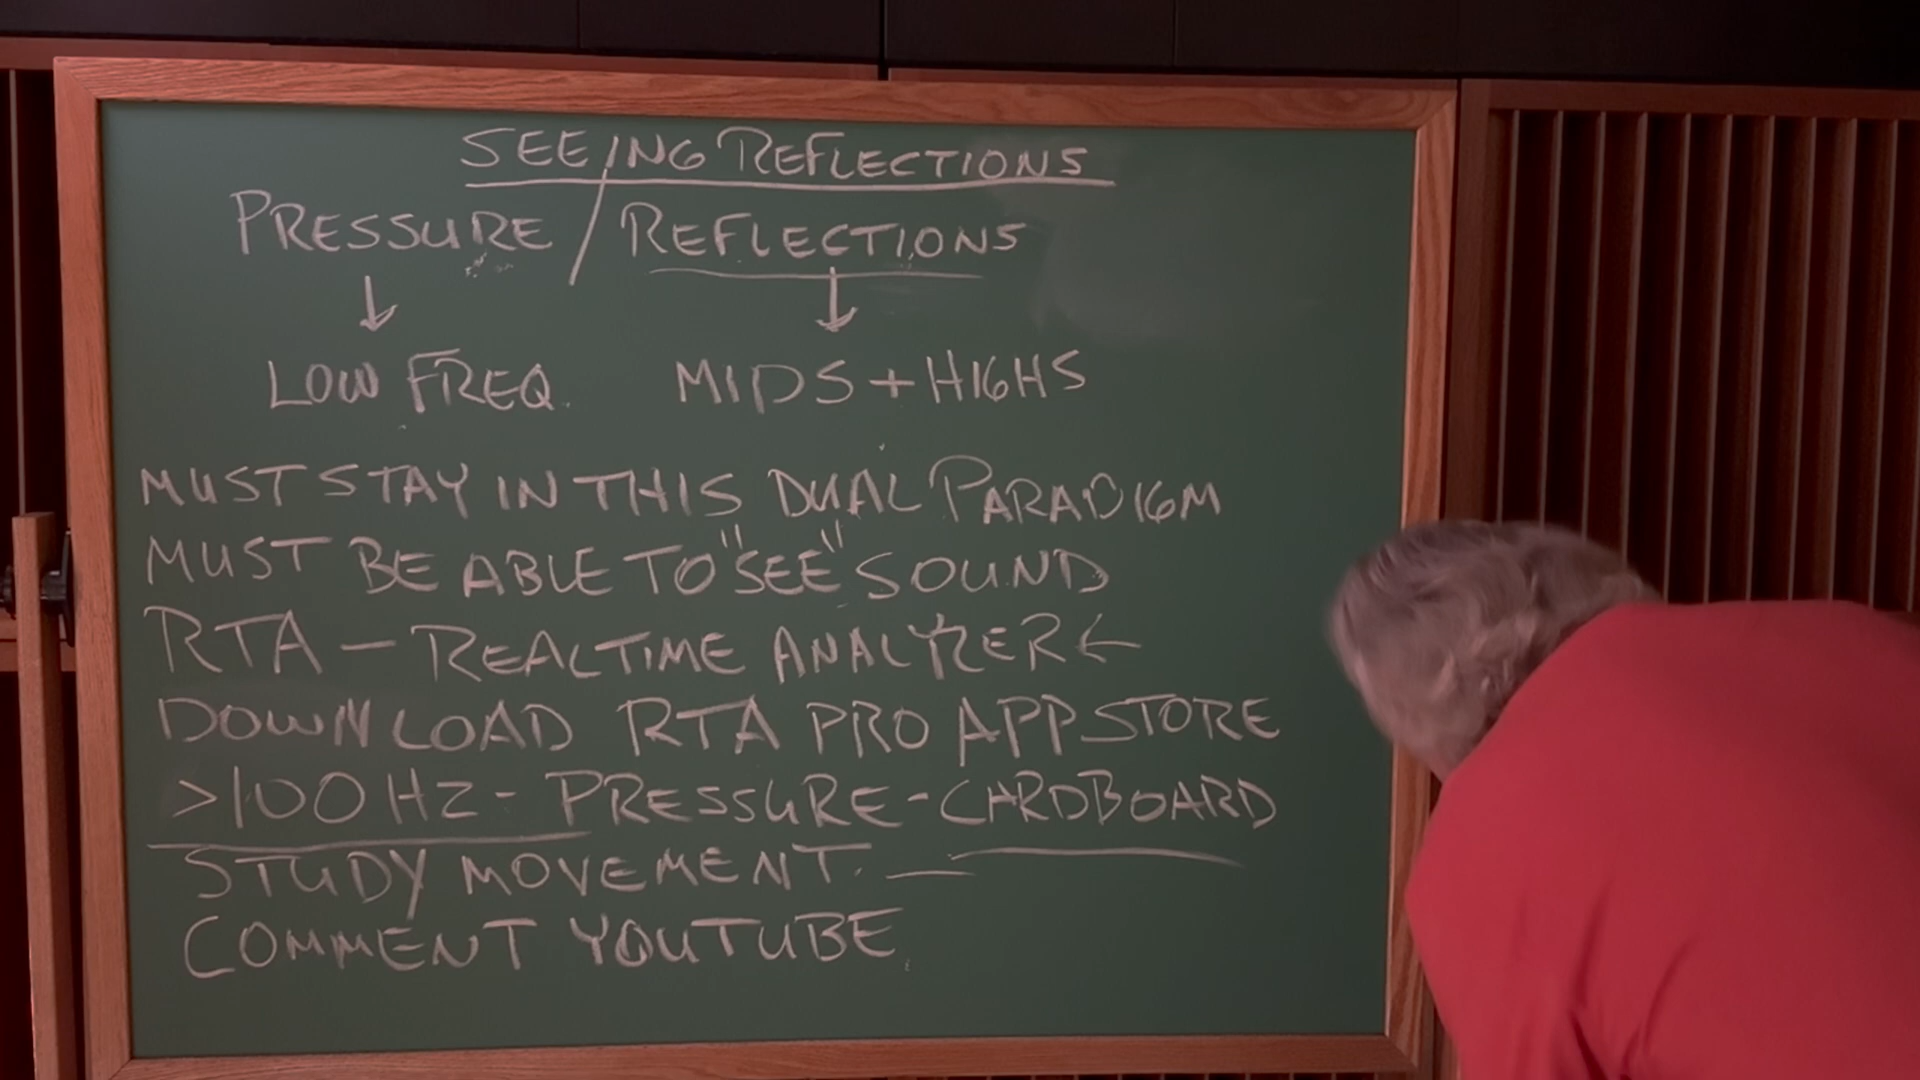 SEEING REFLECTIONS
PRESSURE / REFLECTIONS
↓ ↓
LOW FREQ. MIDS + HIGHS
MUST STAY IN THIS DUAL PARADIGM
MUST BE ABLE TO "SEE" SOUND
RTA - REALTIME ANALYZER ←
DOWNLOAD RTA PRO APP STORE
>100 HZ - PRESSURE - CARDBOARD
STUDY MOVEMENT. —
COMMENT YOUTUBE.